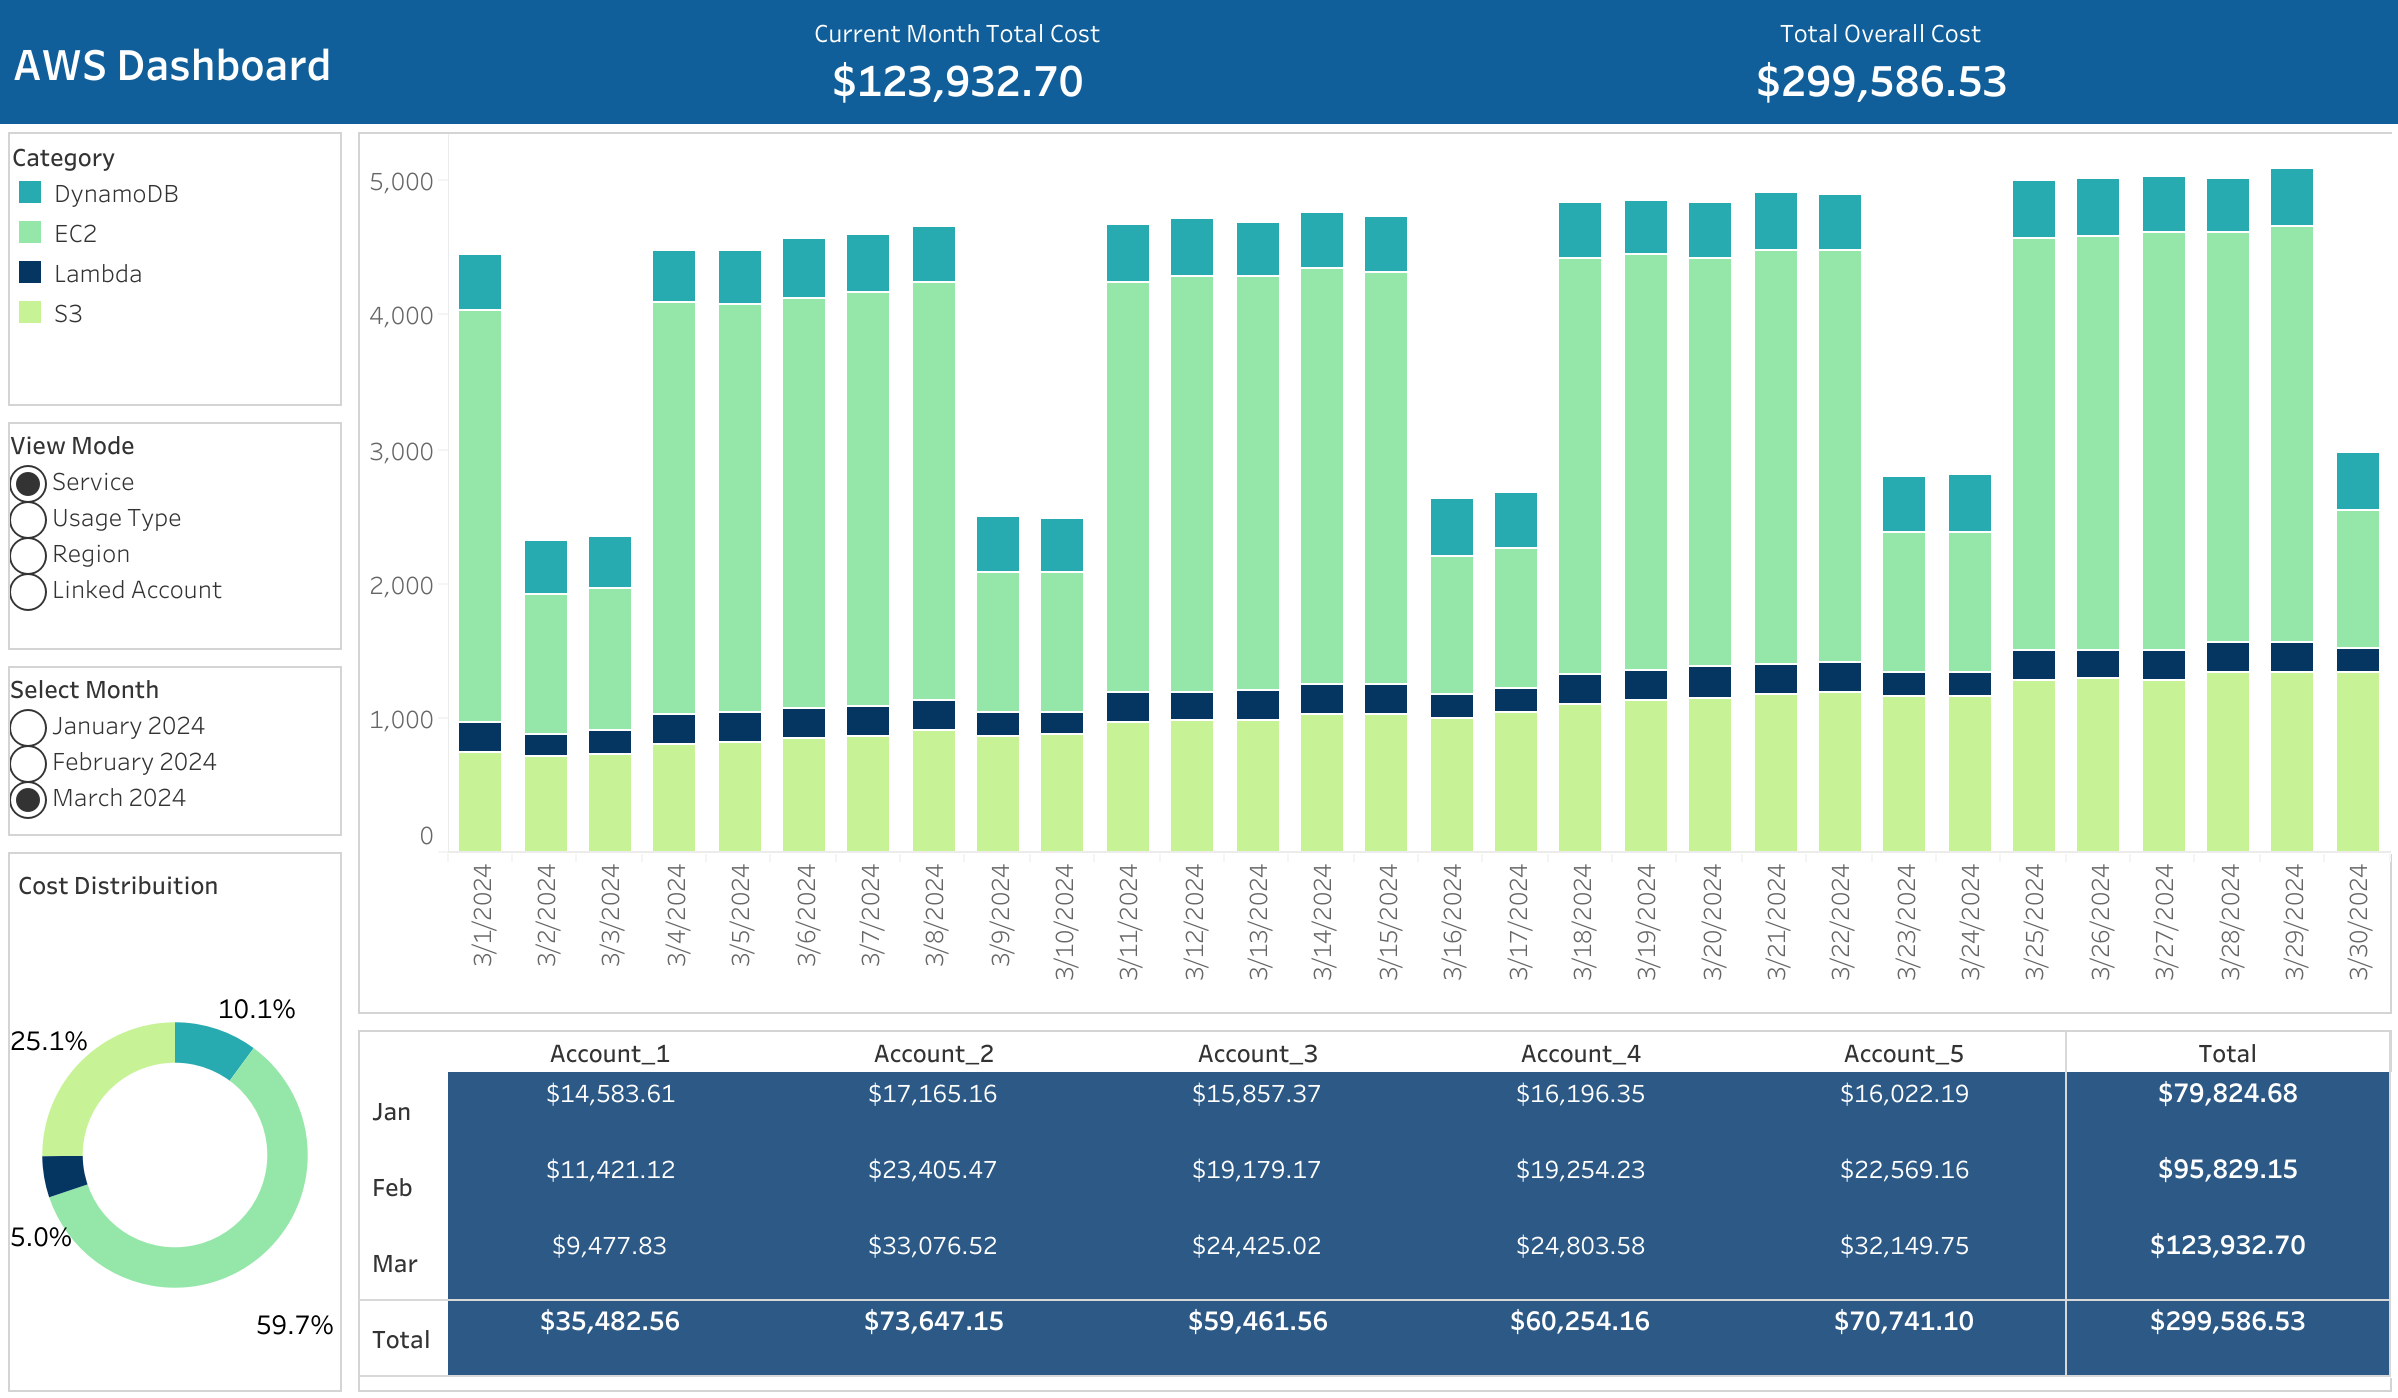 AWS Dashboard
Current Month Total Cost
$123,932.70
Total Overall Cost
$299,586.53
Category
DynamoDB
EC2
Lambda
S3
View Mode
Service
Usage Type
Region
Linked Account
Select Month
January 2024
February 2024
March 2024
Cost Distribuition
10.1%
25.1%
5.0%
59.7%
5,000
4,000
3,000
2,000
1,000
0
3/1/2024
3/2/2024
3/3/2024
3/4/2024
3/5/2024
3/6/2024
3/7/2024
3/8/2024
3/9/2024
3/10/2024
3/11/2024
3/12/2024
3/13/2024
3/14/2024
3/15/2024
3/16/2024
3/17/2024
3/18/2024
3/19/2024
3/20/2024
3/21/2024
3/22/2024
3/23/2024
3/24/2024
3/25/2024
3/26/2024
3/27/2024
3/28/2024
3/29/2024
3/30/2024
Account_1 Account_2 Account_3 Account_4 Account_5 Total
Jan $14,583.61 $17,165.16 $15,857.37 $16,196.35 $16,022.19 $79,824.68
Feb $11,421.12 $23,405.47 $19,179.17 $19,254.23 $22,569.16 $95,829.15
Mar $9,477.83 $33,076.52 $24,425.02 $24,803.58 $32,149.75 $123,932.70
Total $35,482.56 $73,647.15 $59,461.56 $60,254.16 $70,741.10 $299,586.53